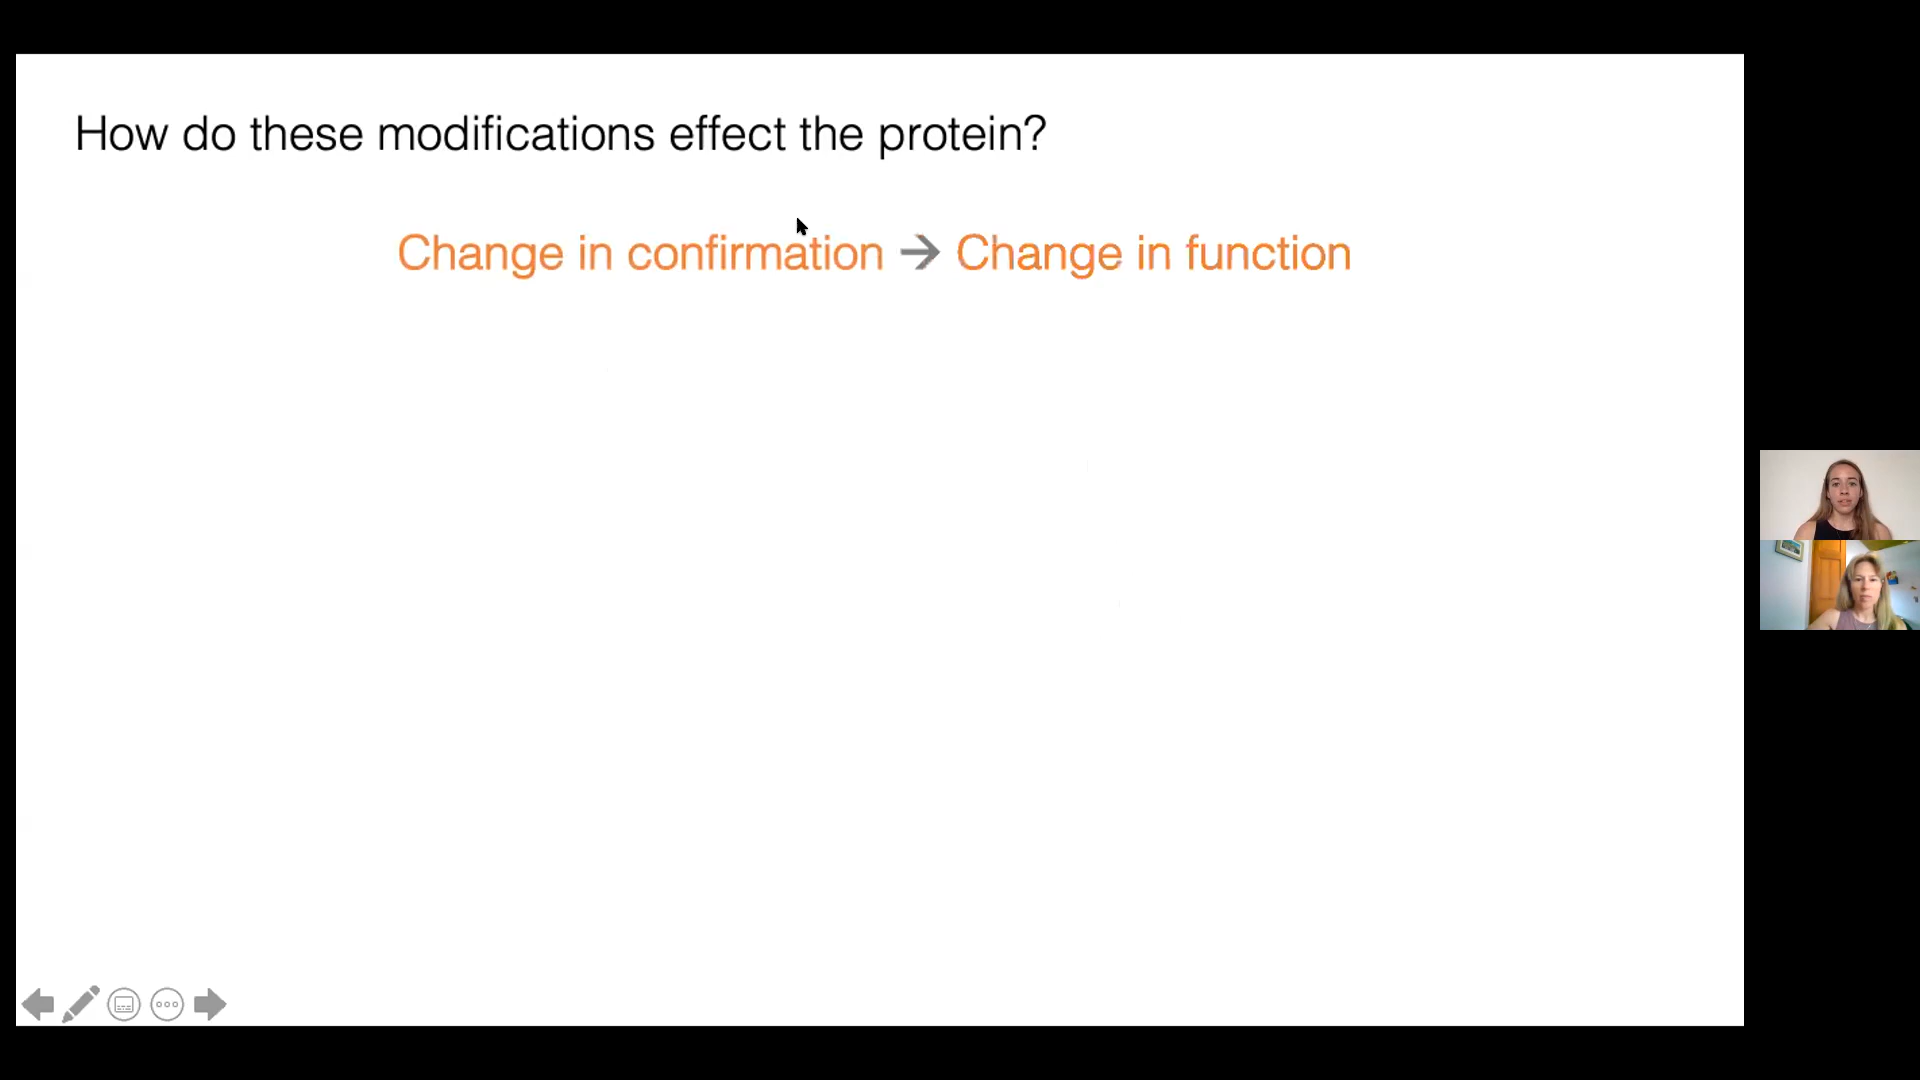 How do these modifications effect the protein?
Change in confirmation → Change in function